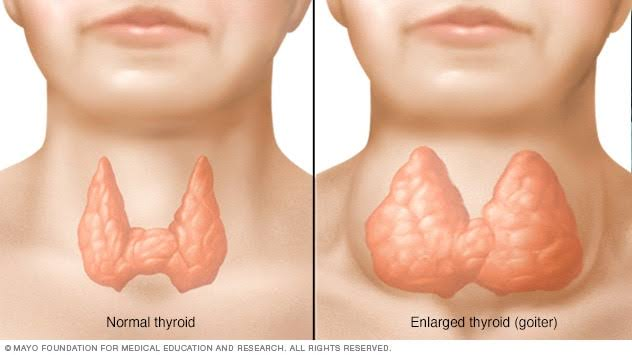 Normal thyroid
Enlarged thyroid (goiter)
© MAYO FOUNDATION FOR MEDICAL EDUCATION AND RESEARCH. ALL RIGHTS RESERVED.